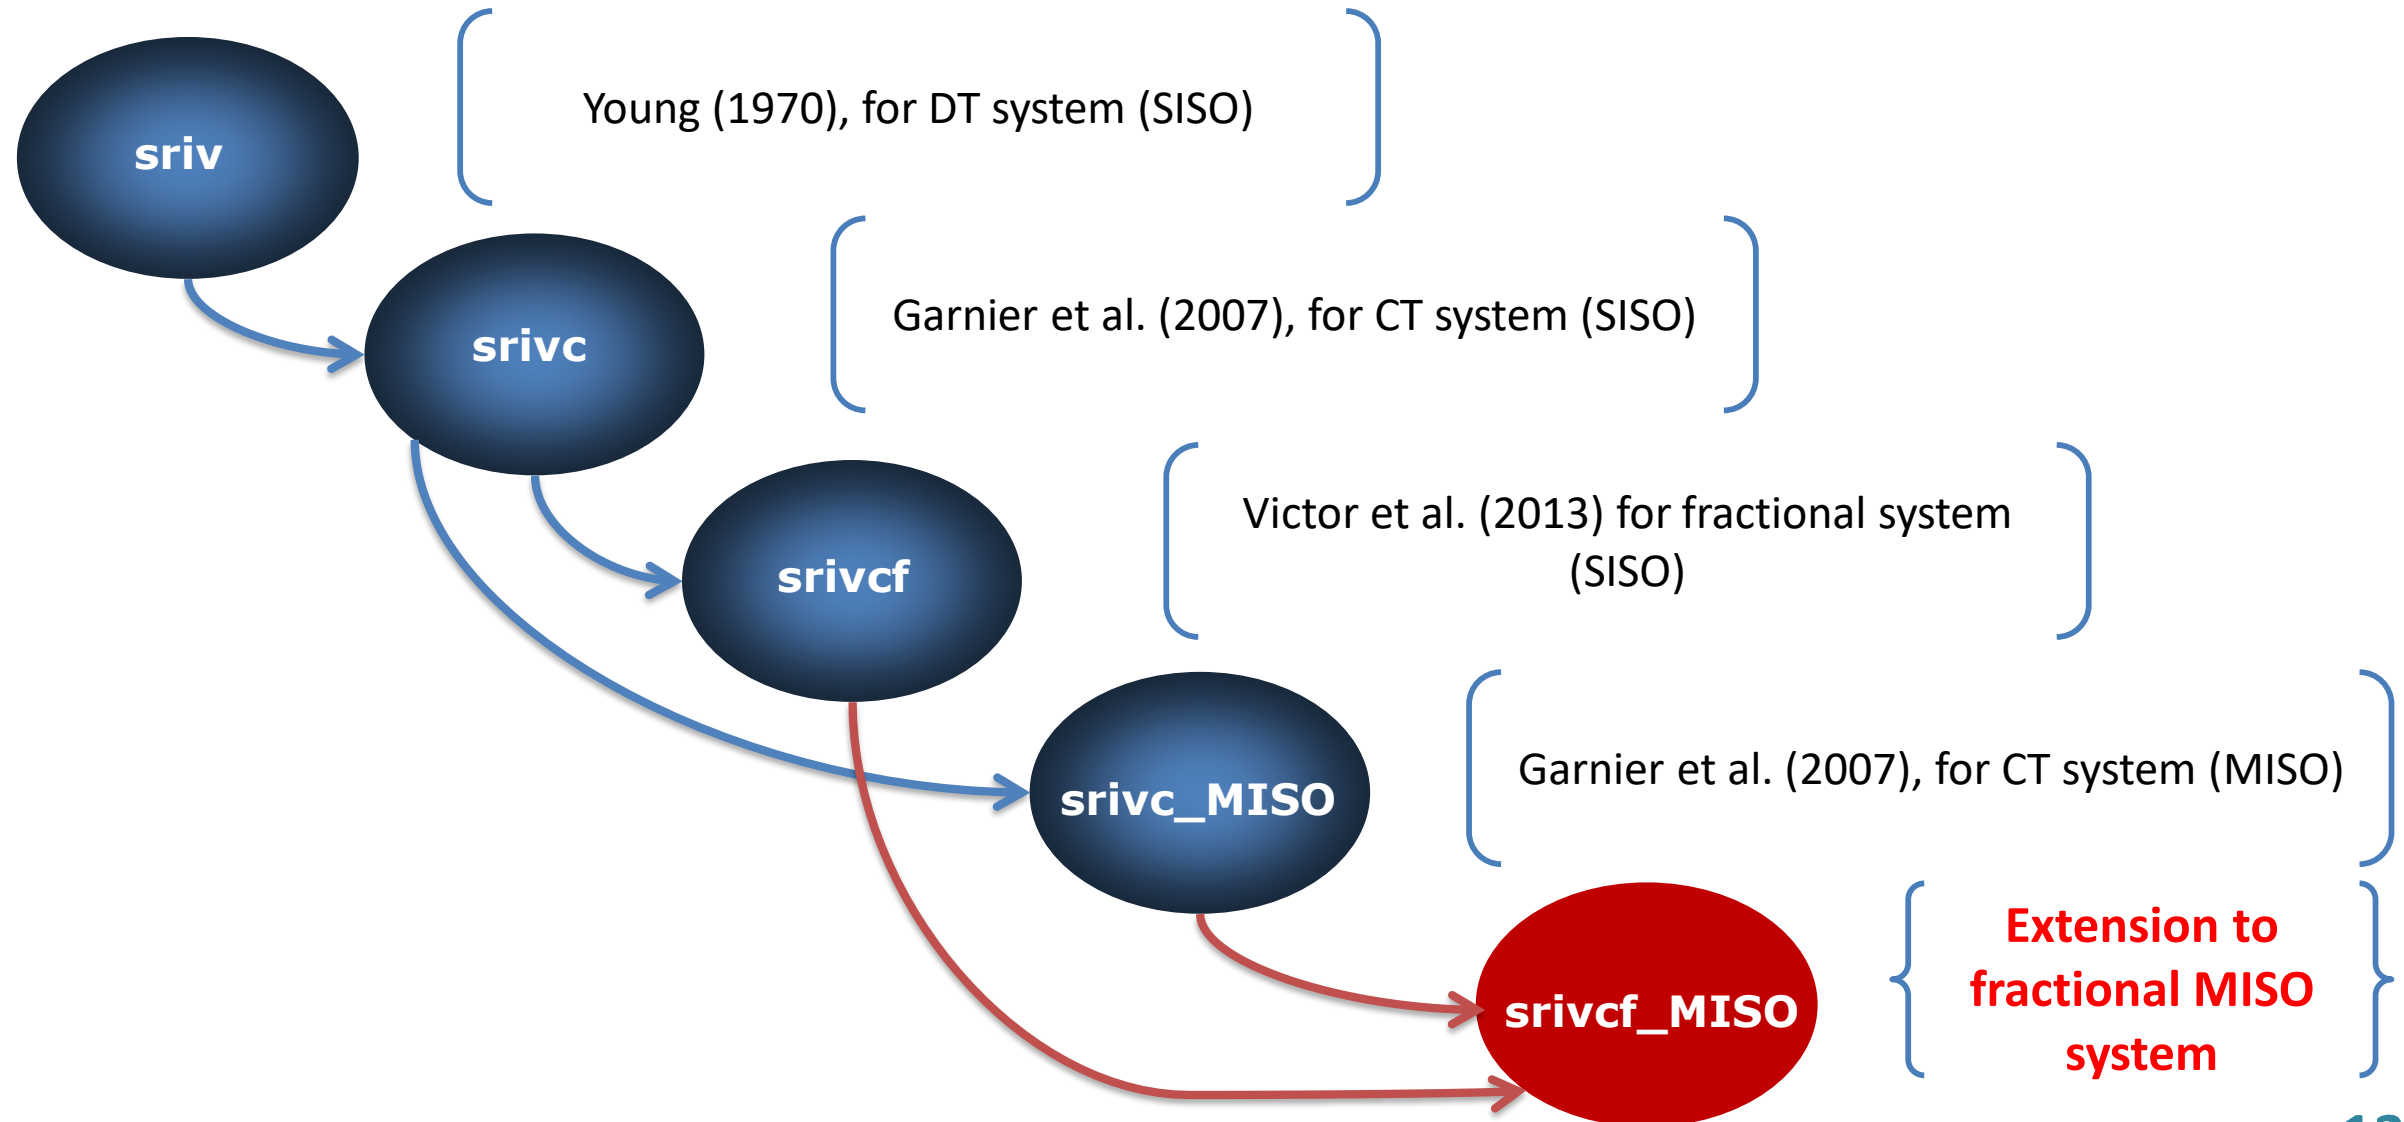 sriv
Young (1970), for DT system (SISO)
srivc
Garnier et al. (2007), for CT system (SISO)
srivcf
Victor et al. (2013) for fractional system
(SISO)
srivc_MISO
Garnier et al. (2007), for CT system (MISO)
srivcf_MISO
Extension to
fractional MISO
system